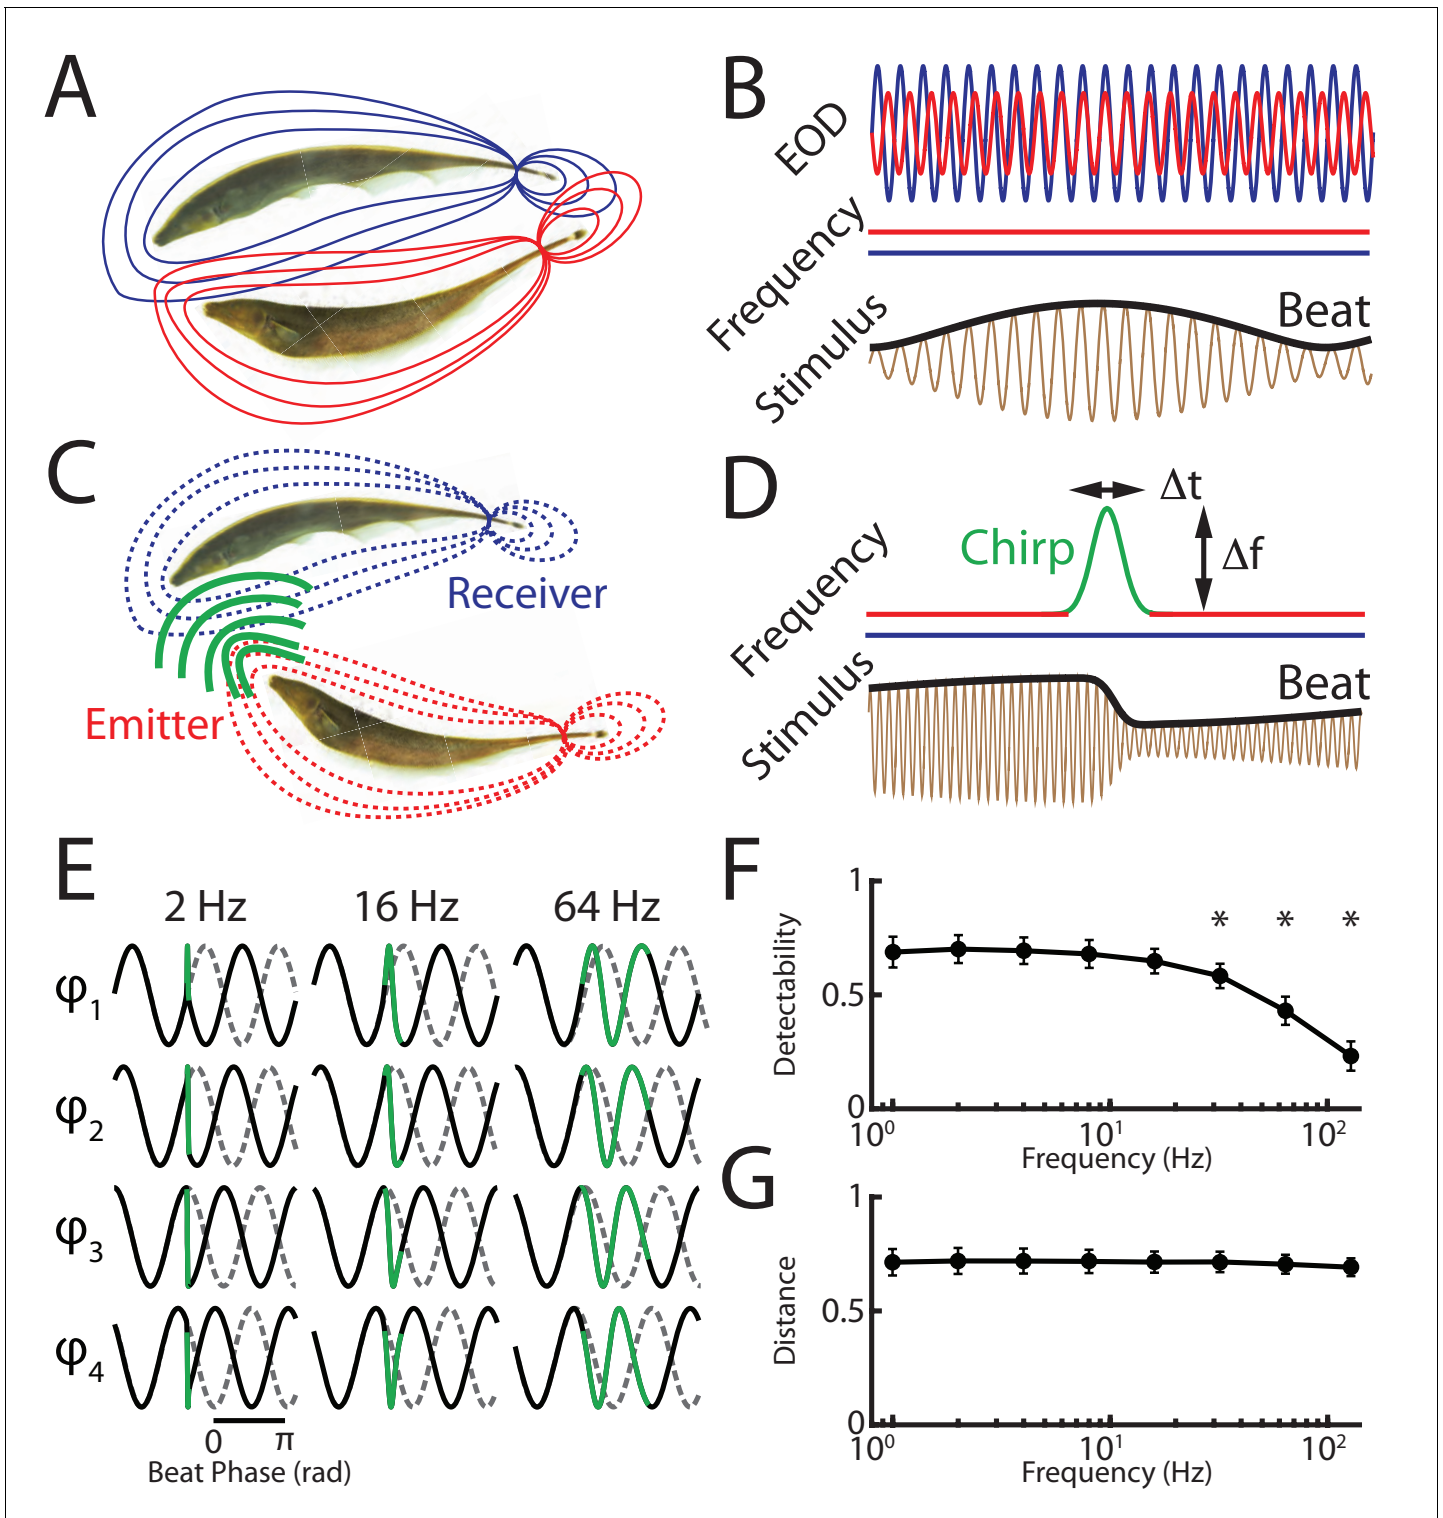 A
B
EOD
Frequency
Stimulus
Beat
C
Receiver
Emitter
D
Frequency
Chirp
Δt
Δf
Stimulus
Beat
E
2 Hz 16 Hz 64 Hz
φ1
φ2
φ3
φ4
0 π
Beat Phase (rad)
F
Detectability
1
0.5
0
* * *
10⁰ 10¹ 10²
Frequency (Hz)
G
Distance
1
0.5
0
10⁰ 10¹ 10²
Frequency (Hz)